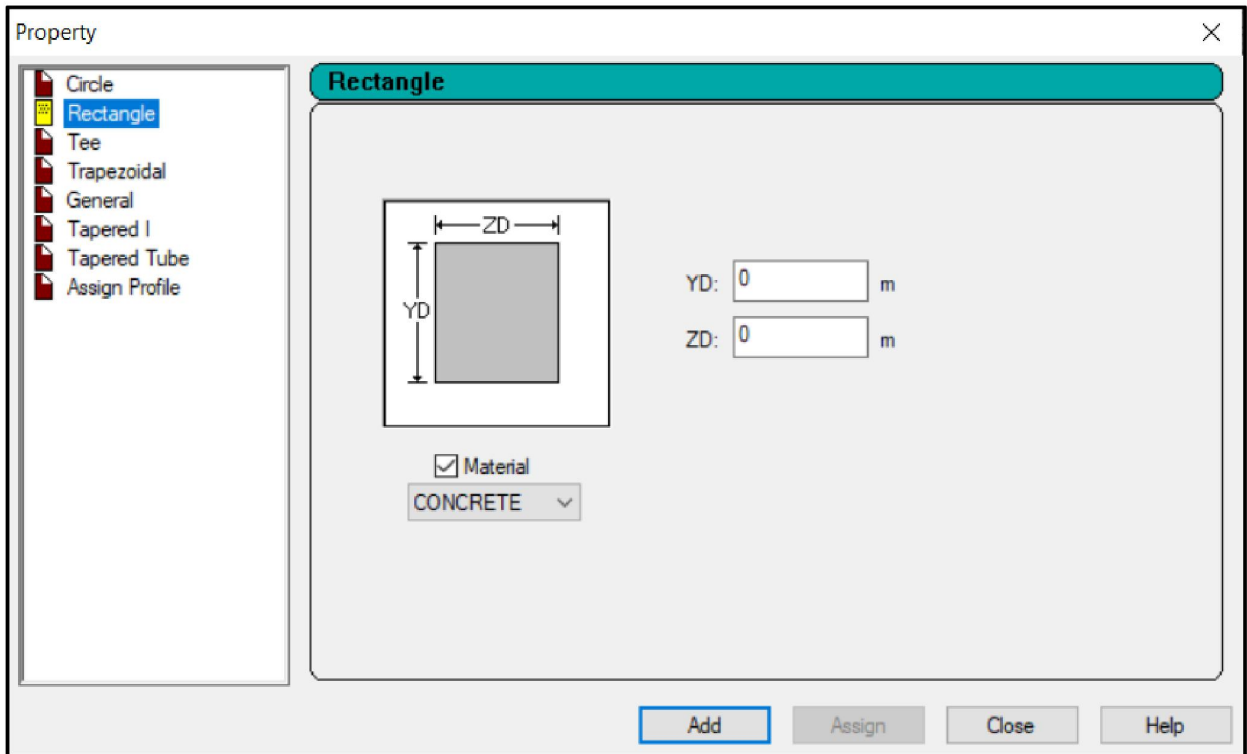 Property
Circle
Rectangle
Tee
Trapezoidal
General
Tapered I
Tapered Tube
Assign Profile
Rectangle
ZD
YD
YD: 0 m
ZD: 0 m
Material
CONCRETE
Add Assign Close Help